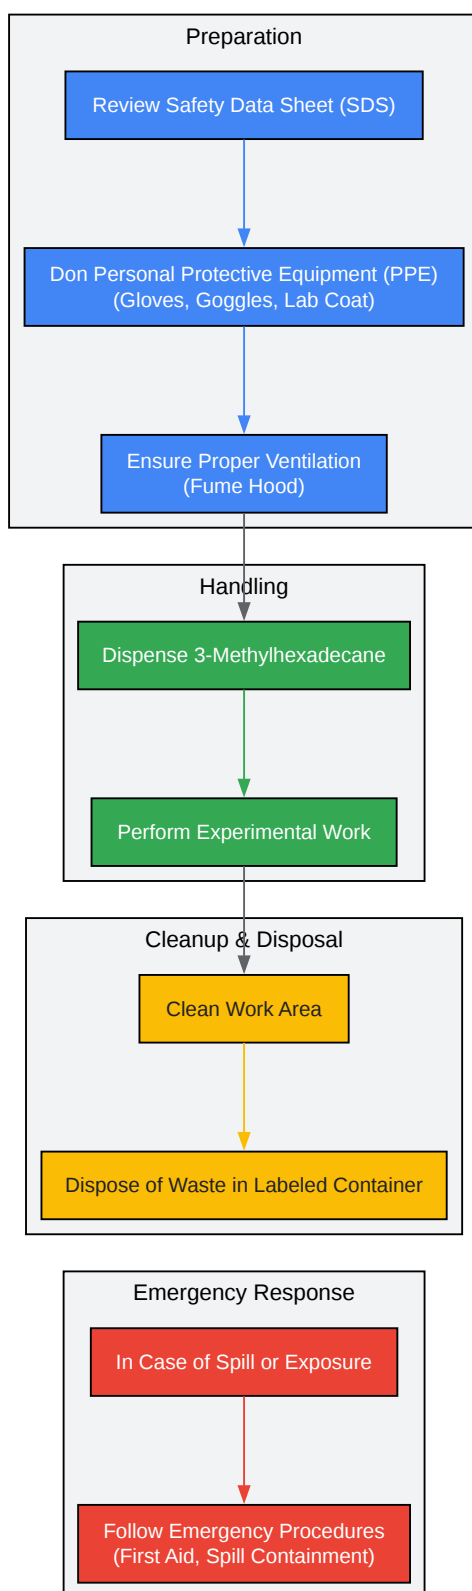 Preparation
Review Safety Data Sheet (SDS)
Don Personal Protective Equipment (PPE)
(Gloves, Goggles, Lab Coat)
Ensure Proper Ventilation
(Fume Hood)
Handling
Dispense 3-Methylhexadecane
Perform Experimental Work
Cleanup & Disposal
Clean Work Area
Dispose of Waste in Labeled Container
Emergency Response
In Case of Spill or Exposure
Follow Emergency Procedures
(First Aid, Spill Containment)